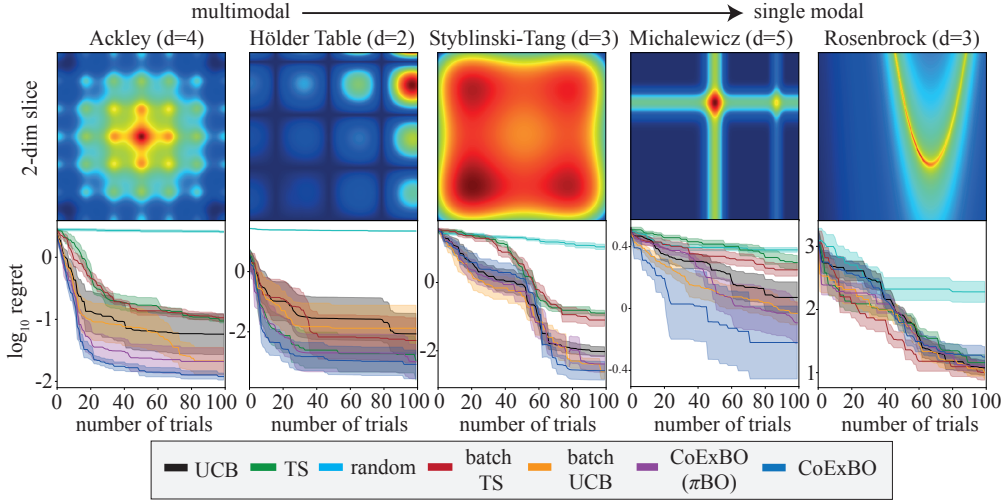 multimodal single modal
Ackley (d=4) Hölder Table (d=2) Styblinski-Tang (d=3) Michalewicz (d=5) Rosenbrock (d=3)
2-dim slice
log₁₀ regret
0
-1
-2
0 20 40 60 80 100
number of trials
0
-2
0 20 40 60 80 100
number of trials
0
-2
0 20 40 60 80 100
number of trials
0.4
0
-0.4
0 20 40 60 80 100
number of trials
3
2
1
0 20 40 60 80 100
number of trials
UCB TS random batch TS batch UCB CoExBO (πBO) CoExBO